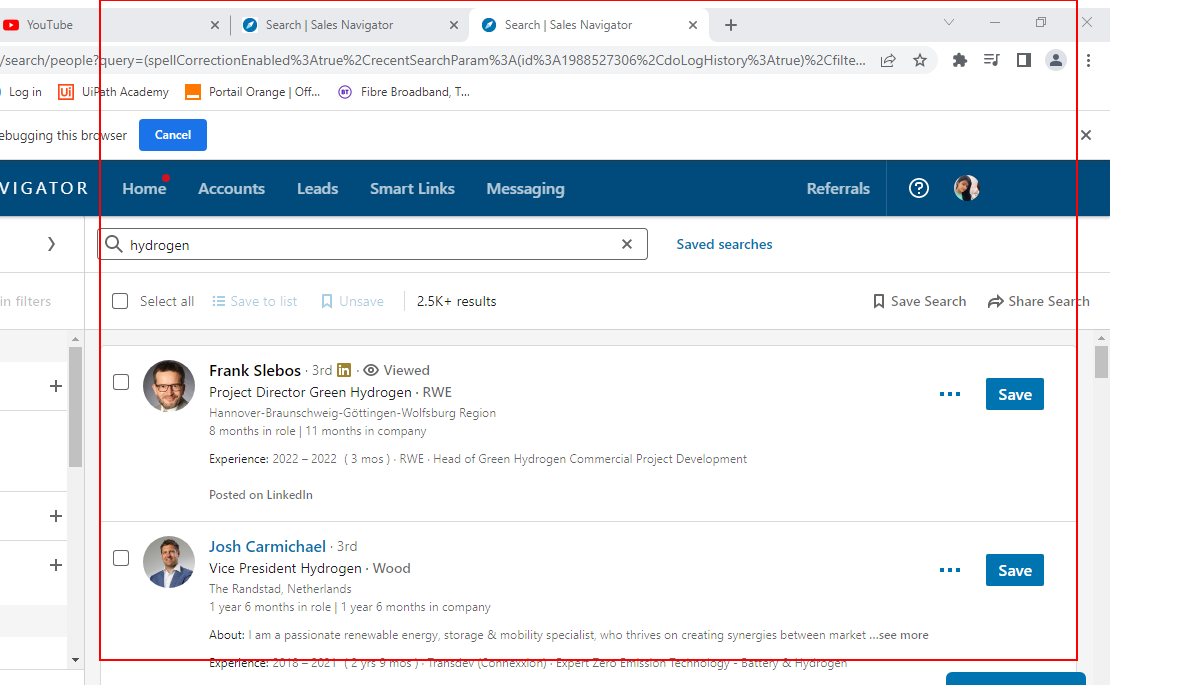 YouTube
Search | Sales Navigator
Search | Sales Navigator
/search/people?query=(spellCorrectionEnabled%3Atrue%2CrecentSearchParam%3A(id%3A1988527306%2CdoLogHistory%3Atrue)%2Cfilte...
Log in
Ui
UiPath Academy
Portail Orange | Off...
BT
Fibre Broadband, T...
ebugging this browser
Cancel
VIGATOR
Home
Accounts
Leads
Smart Links
Messaging
Referrals
hydrogen
Saved searches
in filters
Select all
Save to list
Unsave
2.5K+ results
Save Search
Share Search
Frank Slebos · 3rd in · Viewed
Project Director Green Hydrogen · RWE
Hannover-Braunschweig-Göttingen-Wolfsburg Region
8 months in role | 11 months in company
Save
Experience: 2022 – 2022 ( 3 mos ) · RWE · Head of Green Hydrogen Commercial Project Development
Posted on LinkedIn
Josh Carmichael · 3rd
Vice President Hydrogen · Wood
The Randstad, Netherlands
1 year 6 months in role | 1 year 6 months in company
Save
About: I am a passionate renewable energy, storage & mobility specialist, who thrives on creating synergies between market ...see more
Experience: 2018 – 2021 ( 2 yrs 9 mos ) · Transdev (Connexxion) · Expert Zero Emission Technology - Battery & Hydrogen